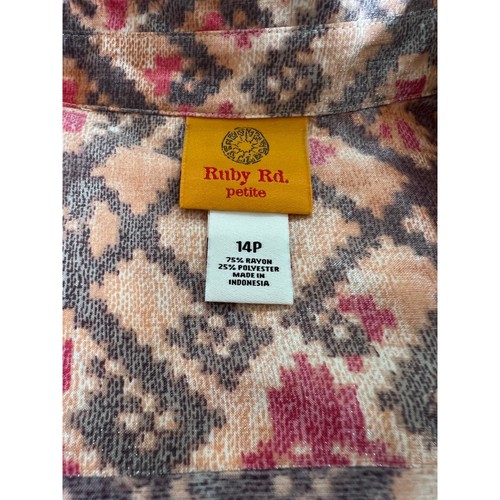 Ruby Rd.
petite
14P
75% RAYON
25% POLYESTER
MADE IN
INDONESIA